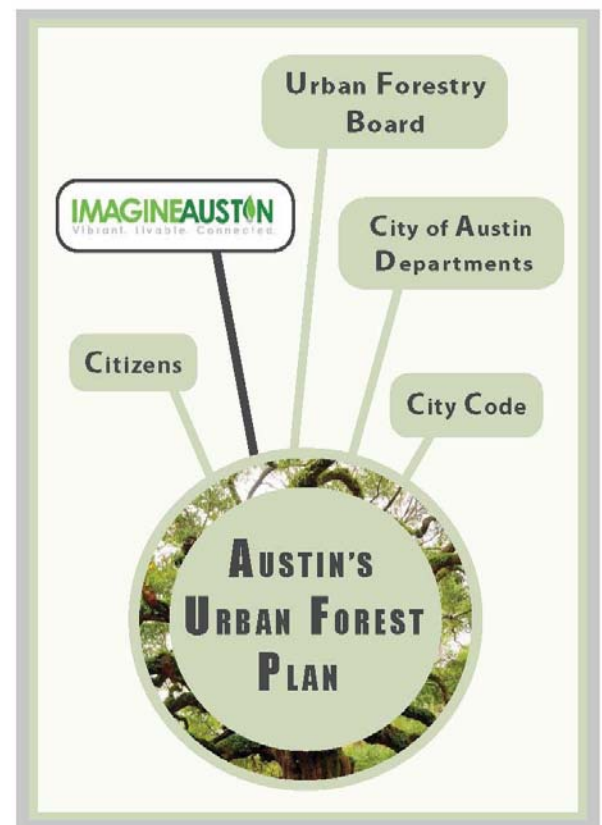 Urban Forestry
Board
IMAGINEAUSTIN
Vibrant. Livable. Connected.
City of Austin
Departments
Citizens
City Code
AUSTIN'S
URBAN FOREST
PLAN